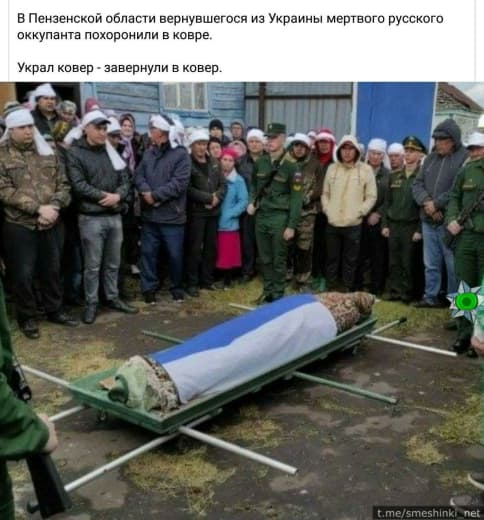 В Пензенской области вернувшегося из Украины мертвого русского
оккупанта похоронили в ковре.
Украл ковер - завернули в ковер.
t.me/smeshinki_net